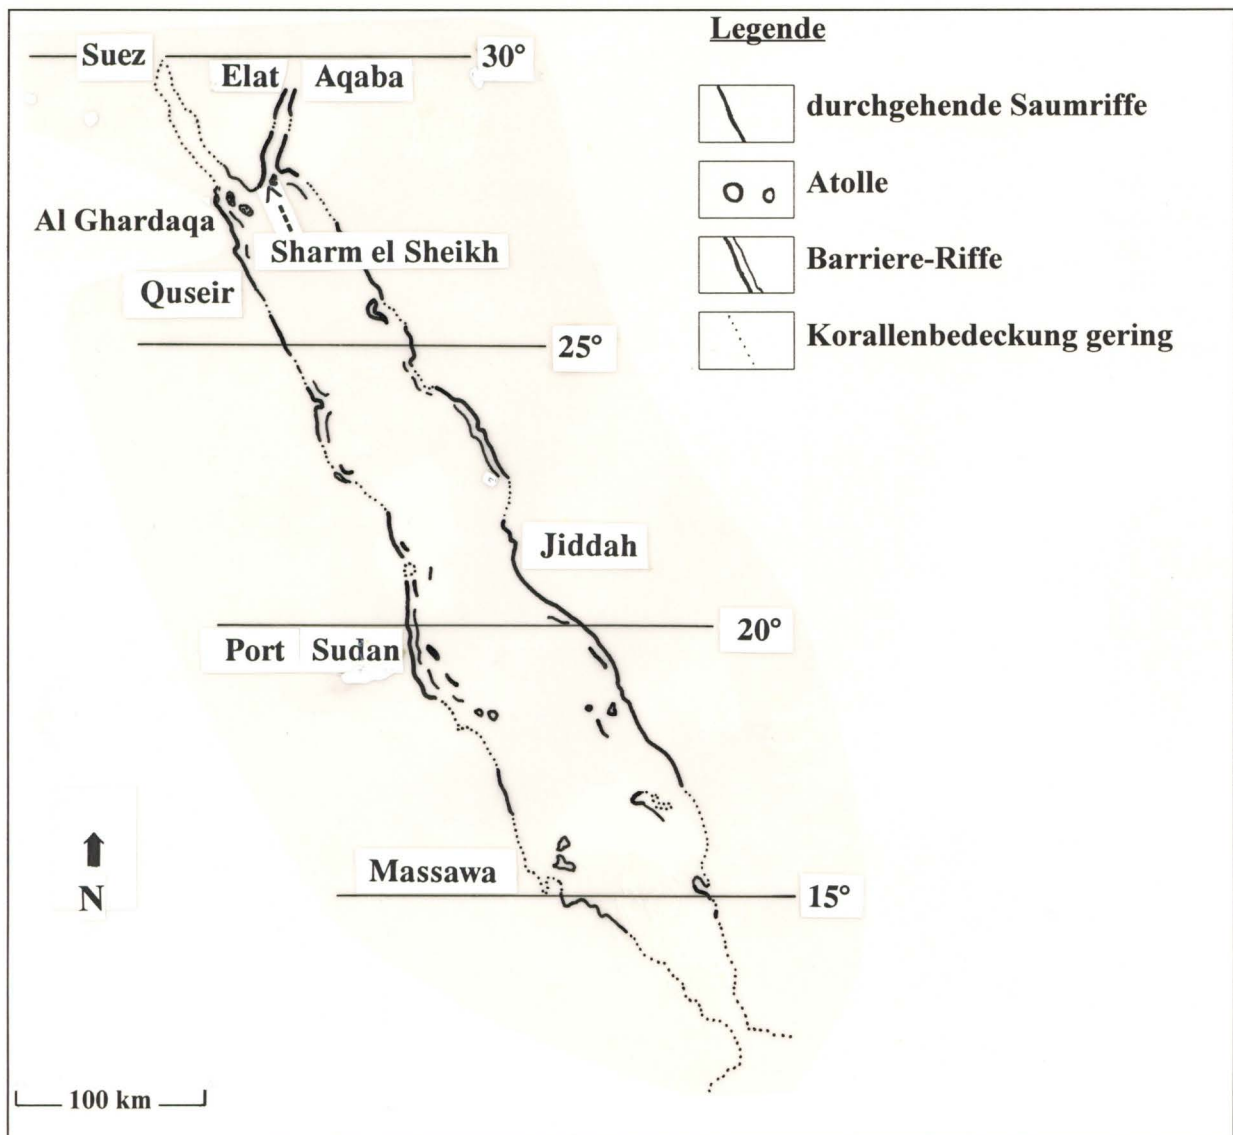 Legende
Suez
30°
Elat Aqaba
durchgehende Saumriffe
Atolle
Al Ghardaqa
Sharm el Sheikh
Barriere-Riffe
Quseir
Korallenbedeckung gering
25°
Jiddah
20°
Port Sudan
Massawa
15°
N
100 km